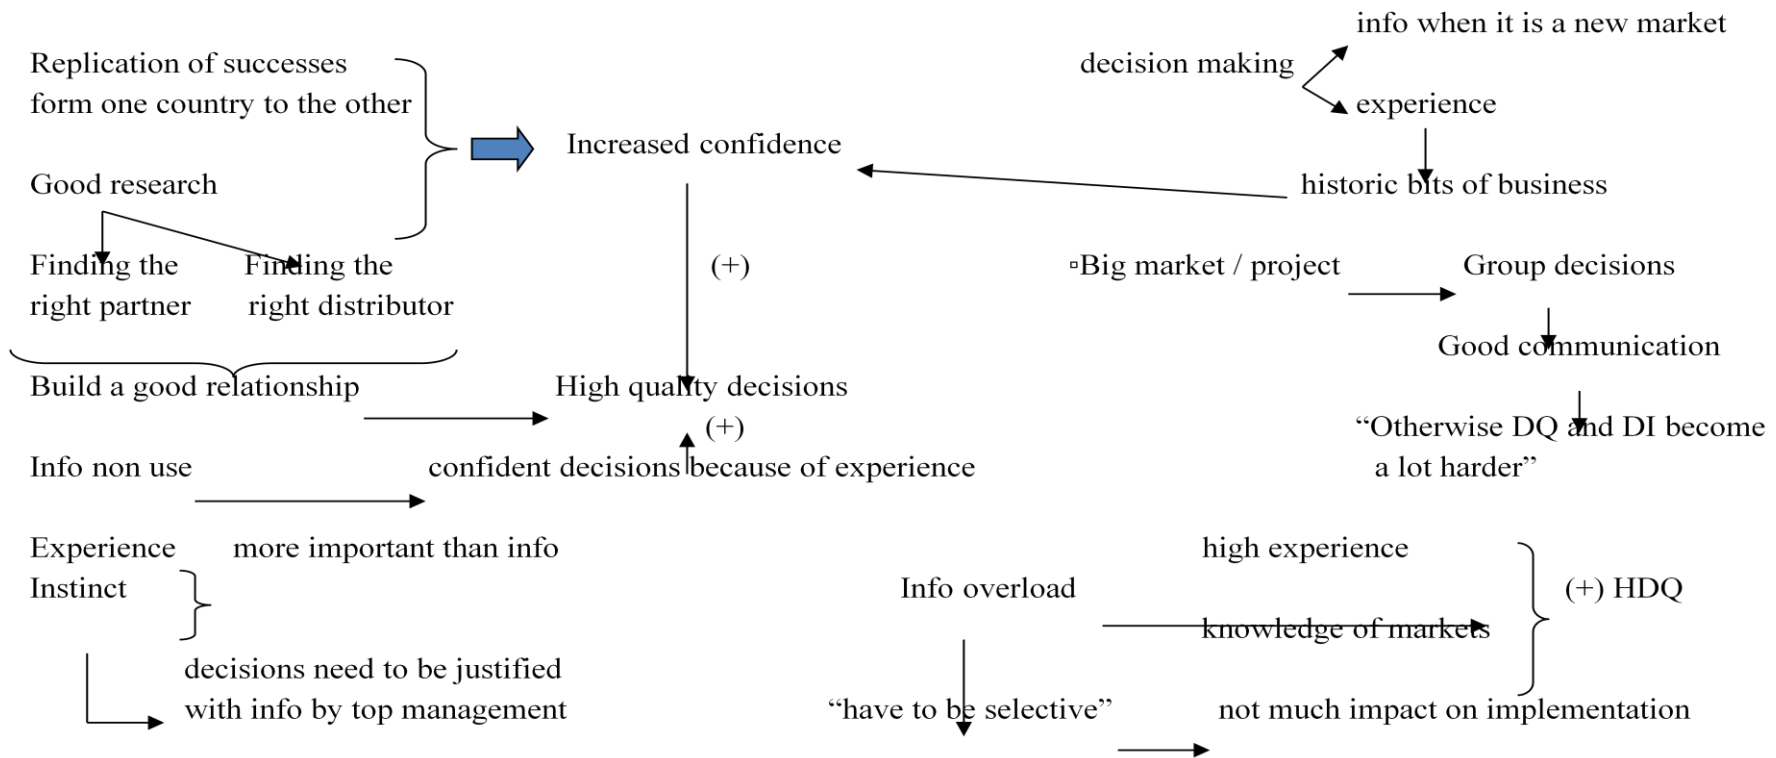 info when it is a new market
Replication of successes
decision making
form one country to the other
experience
Increased confidence
Good research
historic bits of business
Finding the
Finding the
(+)
▫Big market / project
Group decisions
right partner
right distributor
Good communication
Build a good relationship
High quality decisions
(+)
“Otherwise DQ and DI become
a lot harder”
Info non use
confident decisions because of experience
Experience
more important than info
high experience
Instinct
Info overload
(+) HDQ
knowledge of markets
decisions need to be justified
with info by top management
“have to be selective”
not much impact on implementation